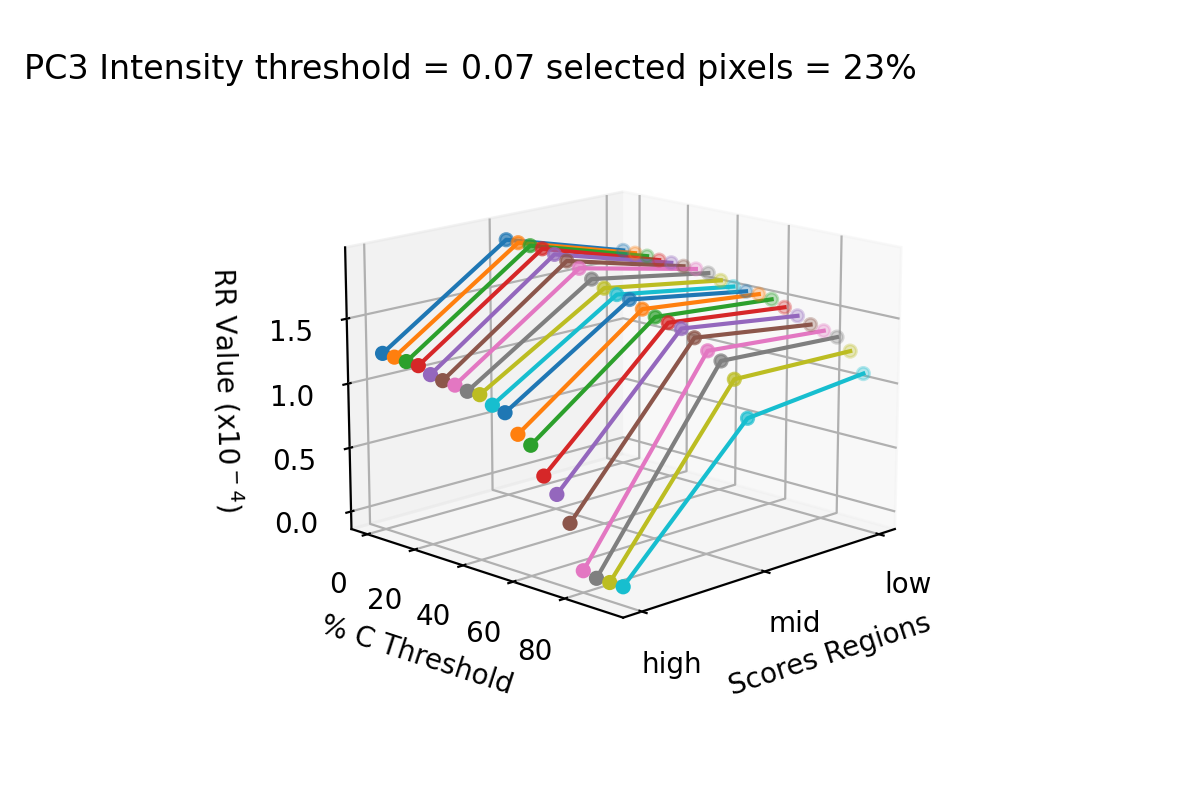 PC3 Intensity threshold = 0.07 selected pixels = 23%
RR Value (x10⁻⁴)
1.5
1.0
0.5
0.0
0
20
40
60
80
% C Threshold
high
mid
low
Scores Regions